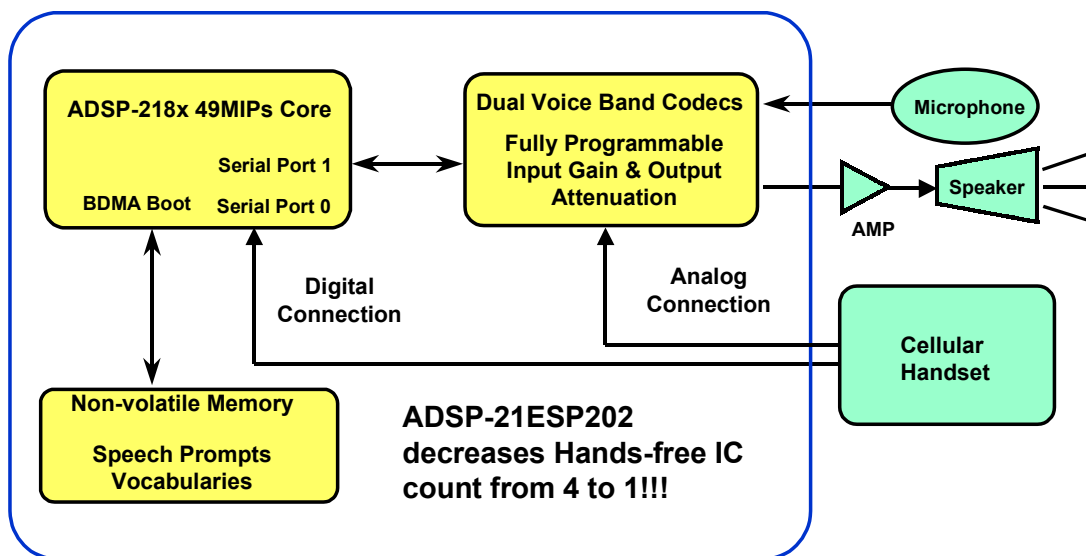 ADSP-218x 49MIPs Core
Serial Port 1
BDMA Boot
Serial Port 0
Dual Voice Band Codecs
Fully Programmable
Input Gain & Output
Attenuation
Microphone
Speaker
AMP
Digital
Connection
Analog
Connection
Cellular
Handset
Non-volatile Memory
Speech Prompts
Vocabularies
ADSP-21ESP202
decreases Hands-free IC
count from 4 to 1!!!